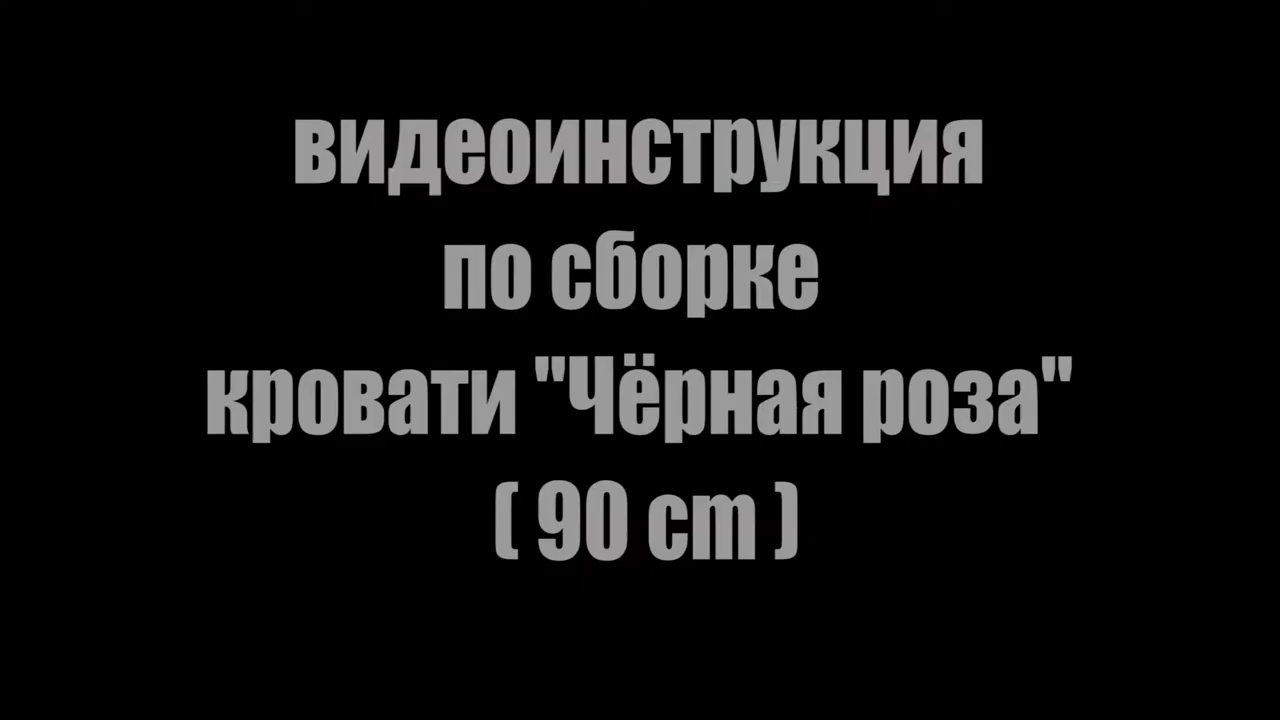 видеоинструкция
по сборке
кровати "Чёрная роза"
( 90 cm )